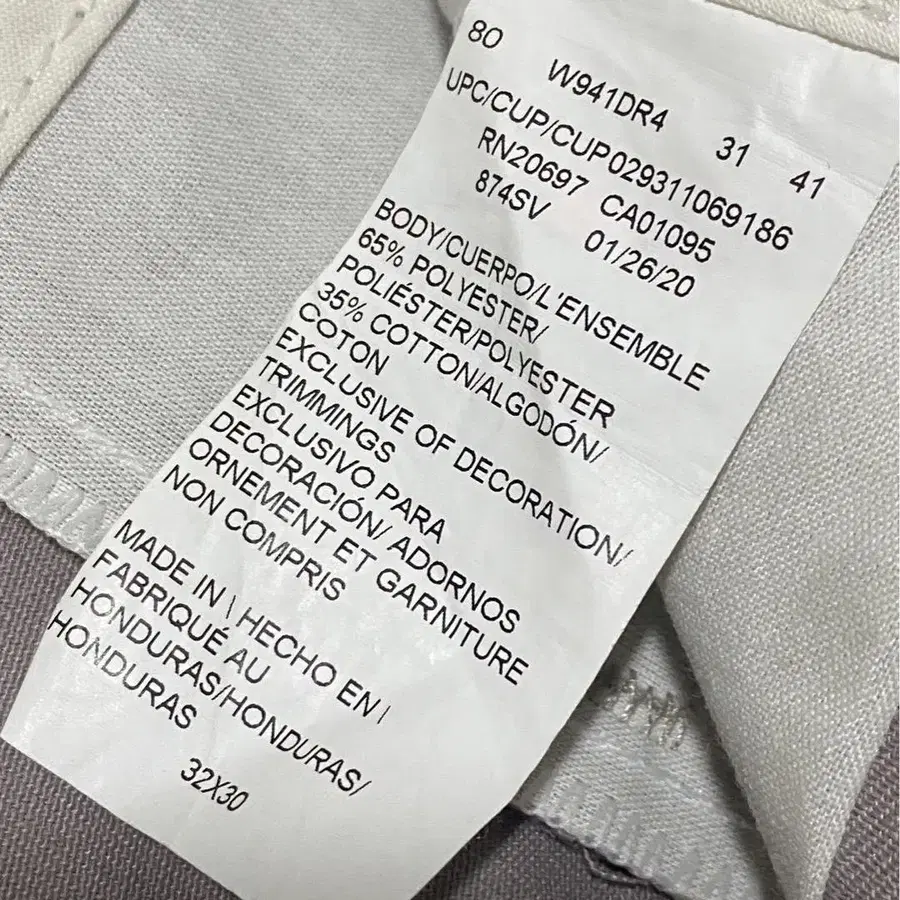 80 W941DR4 31 41
UPC/CUP/CUP029311069186
RN20697 CA01095
874SV 01/26/20
BODY/CUERPO/L'ENSEMBLE
65% POLYESTER/
POLIÉSTER/POLYESTER
35% COTTON/ALGODÓN/
COTON
EXCLUSIVE OF DECORATION/
TRIMMINGS
EXCLUSIVO PARA
DECORACIÓN/ ADORNOS
ORNEMENT ET GARNITURE
NON COMPRIS
MADE IN \ HECHO EN \
FABRIQUÉ AU
HONDURAS/HONDURAS/
HONDURAS
32X30